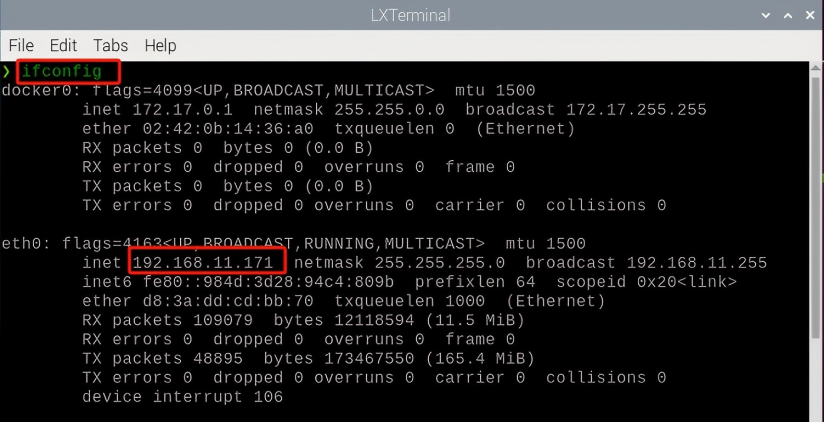 LXTerminal
File Edit Tabs Help
❯ ifconfig
docker0: flags=4099<UP,BROADCAST,MULTICAST>  mtu 1500
        inet 172.17.0.1  netmask 255.255.0.0  broadcast 172.17.255.255
        ether 02:42:0b:14:36:a0  txqueuelen 0  (Ethernet)
        RX packets 0  bytes 0 (0.0 B)
        RX errors 0  dropped 0  overruns 0  frame 0
        TX packets 0  bytes 0 (0.0 B)
        TX errors 0  dropped 0 overruns 0  carrier 0  collisions 0
eth0: flags=4163<UP,BROADCAST,RUNNING,MULTICAST>  mtu 1500
        inet 192.168.11.171  netmask 255.255.255.0  broadcast 192.168.11.255
        inet6 fe80::984d:3d28:94c4:809b  prefixlen 64  scopeid 0x20<link>
        ether d8:3a:dd:cd:bb:70  txqueuelen 1000  (Ethernet)
        RX packets 109079  bytes 12118594 (11.5 MiB)
        RX errors 0  dropped 0  overruns 0  frame 0
        TX packets 48895  bytes 173467550 (165.4 MiB)
        TX errors 0  dropped 0 overruns 0  carrier 0  collisions 0
        device interrupt 106